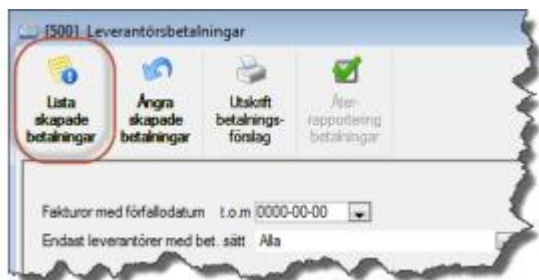 [500] Leverantörsbetalningar
Lista skapade betalningar
Ångra skapade betalningar
Utskrift betalnings-förslag
Åter-rapportering betalningar
Fakturor med förfallodatum t.o.m 0000-00-00
Endast leverantörer med bet. sätt Alla